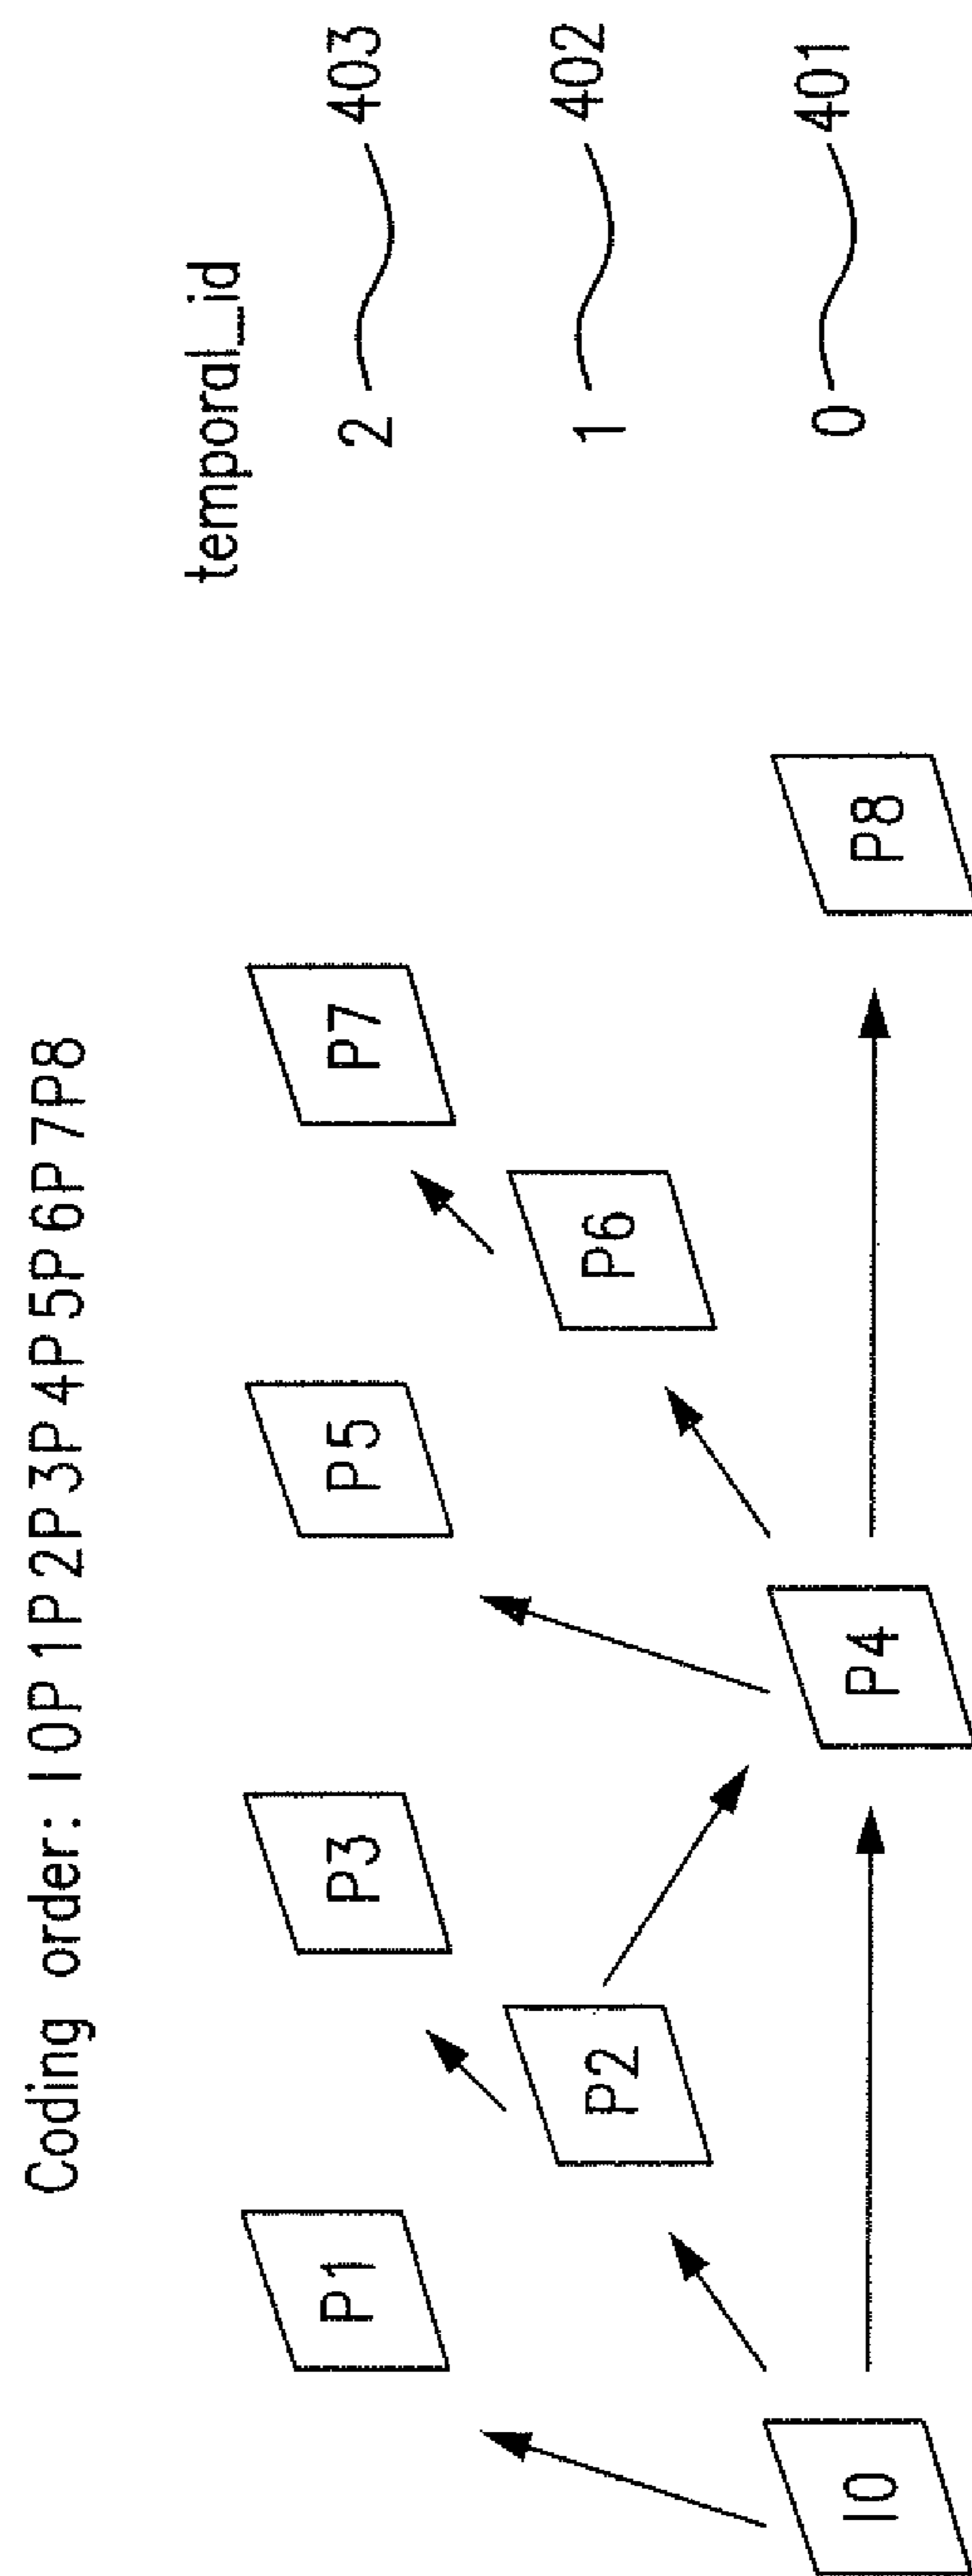 Coding order: I0P1P2P3P4P5P6P7P8
temporal_id
P1 P3 P5 P7 2 403
P2 P6 1 402
I0 P4 P8 0 401